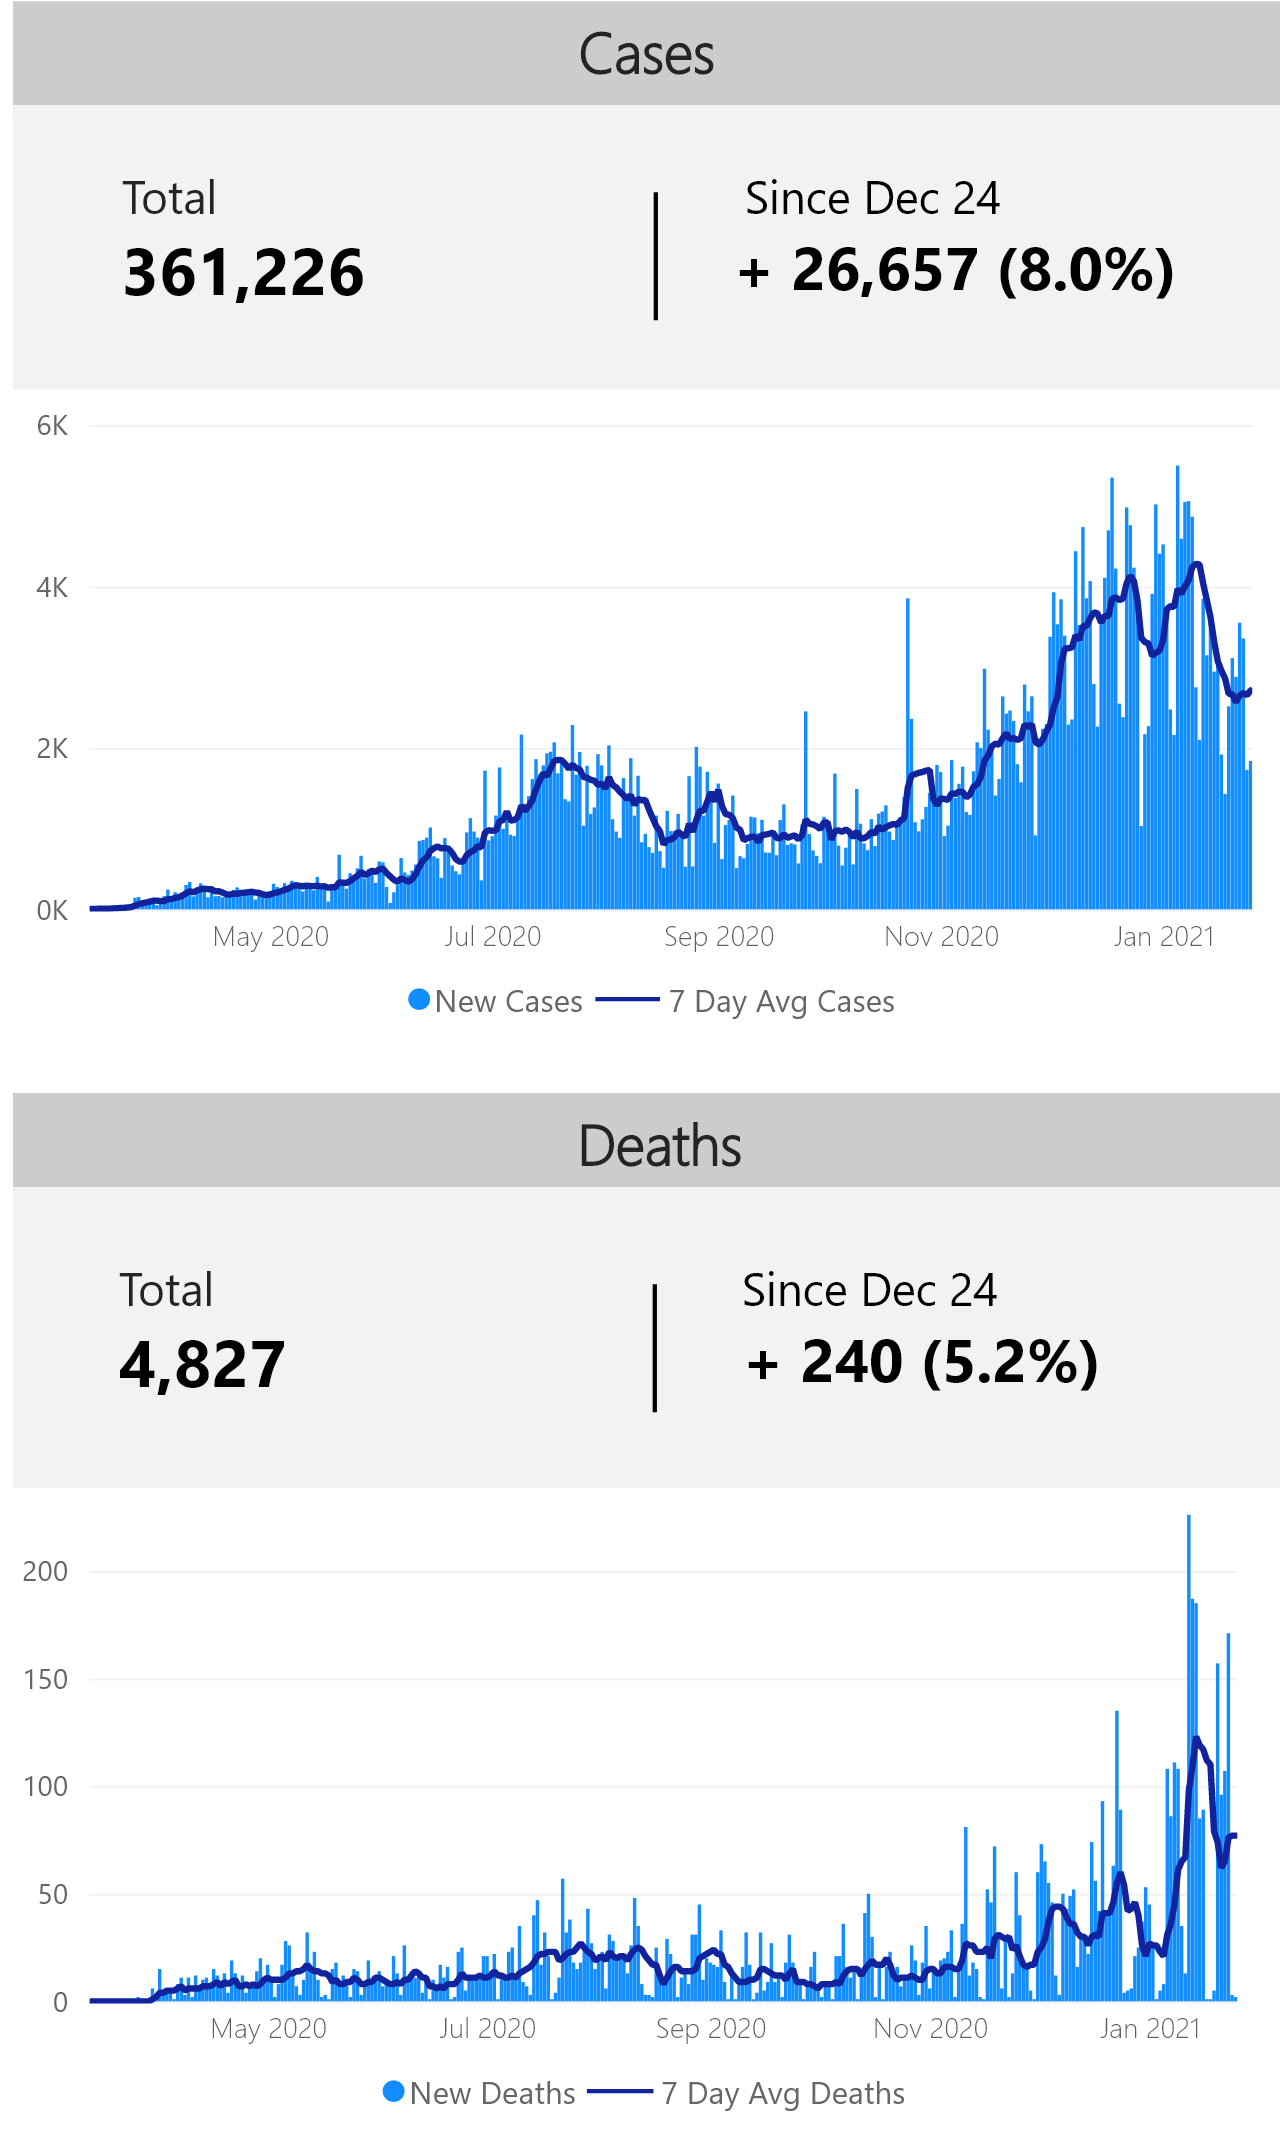 Cases
Total
Since Dec 24
361,226
+ 26,657 (8.0%)
6K
4K
2K
0K
May 2020
Jul 2020
Sep 2020
Nov 2020
Jan 2021
New Cases
7 Day Avg Cases
Deaths
Total
Since Dec 24
4,827
+ 240 (5.2%)
200
150
100
50
0
May 2020
Jul 2020
Sep 2020
Nov 2020
Jan 2021
New Deaths
7 Day Avg Deaths